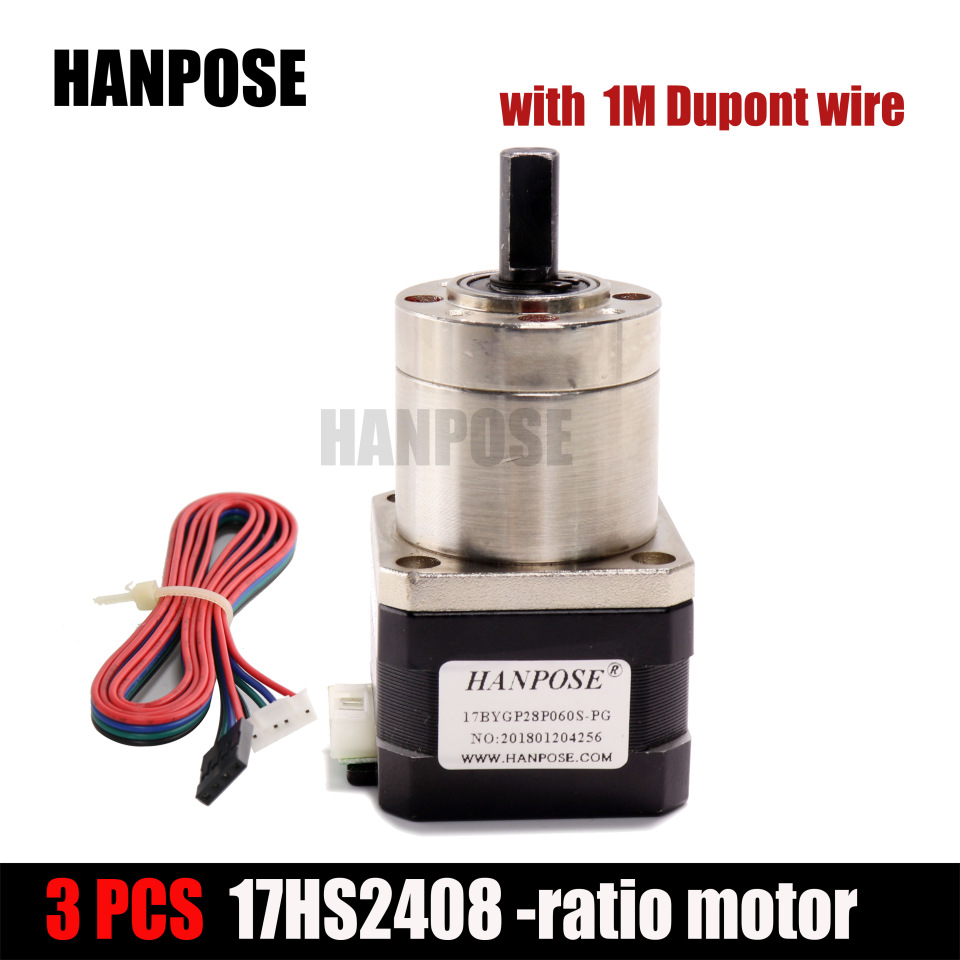 HANPOSE
with 1M Dupont wire
HANPOSE
HANPOSE®
17BYGP28P060S-PG
NO:201801204256
WWW.HANPOSE.COM
3 PCS 17HS2408 -ratio motor